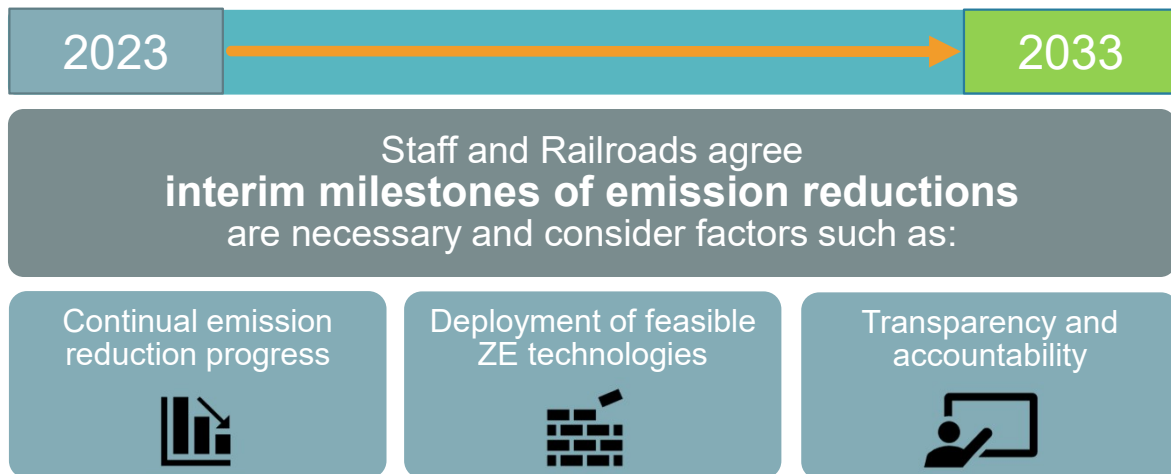 2023
2033
Staff and Railroads agree
interim milestones of emission reductions
are necessary and consider factors such as:
Continual emission
reduction progress
Deployment of feasible
ZE technologies
Transparency and
accountability